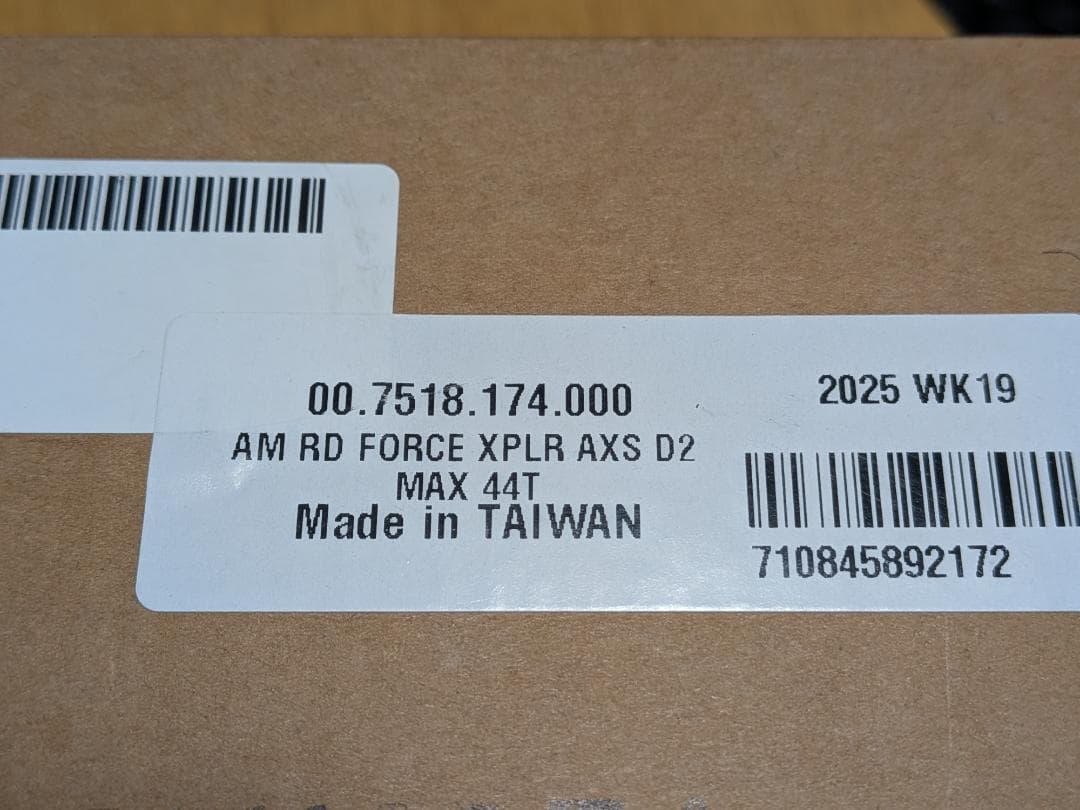 00.7518.174.000
AM RD FORCE XPLR AXS D2
MAX 44T
Made in TAIWAN
2025 WK19
710845892172